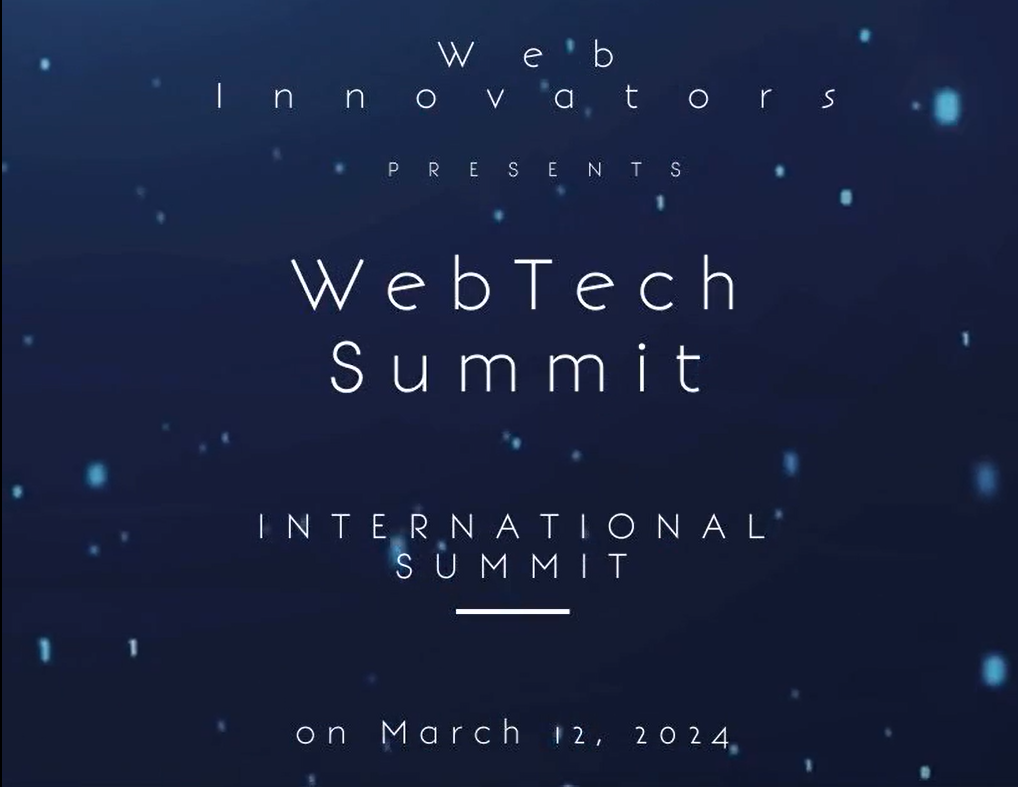 Web
Innovators
PRESENTS
WebTech
Summit
INTERNATIONAL
SUMMIT
on March 12, 2024